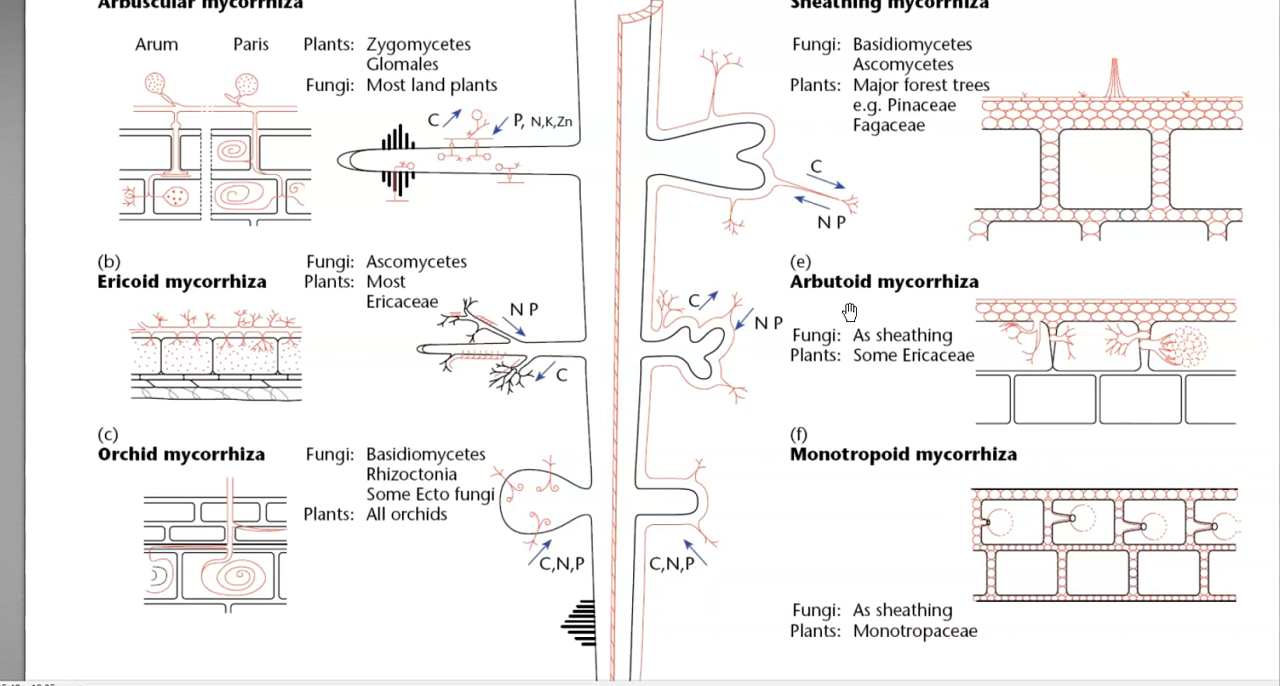 Arbuscular mycorrhiza
Arum Paris
Plants: Zygomycetes
Glomales
Fungi: Most land plants
C P, N,K,Zn
(b)
Ericoid mycorrhiza
Fungi: Ascomycetes
Plants: Most
Ericaceae
N P
C
(c)
Orchid mycorrhiza
Fungi: Basidiomycetes
Rhizoctonia
Some Ecto fungi
Plants: All orchids
C,N,P
Sheathing mycorrhiza
Fungi: Basidiomycetes
Ascomycetes
Plants: Major forest trees
e.g. Pinaceae
Fagaceae
C
N P
(e)
Arbutoid mycorrhiza
C
N P
Fungi: As sheathing
Plants: Some Ericaceae
(f)
Monotropoid mycorrhiza
C,N,P
Fungi: As sheathing
Plants: Monotropaceae